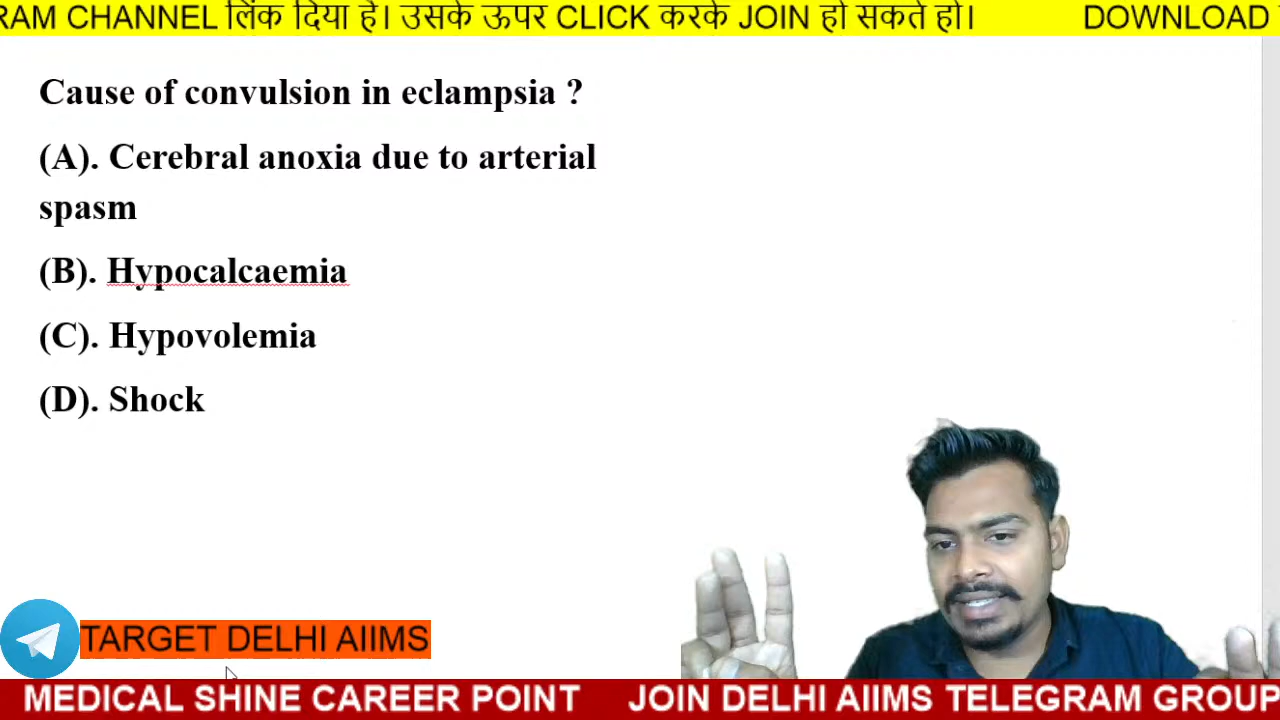 RAM CHANNEL लिंक दिया है। उसके ऊपर CLICK करके JOIN हो सकते हो। DOWNLOAD
Cause of convulsion in eclampsia ?
(A). Cerebral anoxia due to arterial
spasm
(B). Hypocalcaemia
(C). Hypovolemia
(D). Shock
TARGET DELHI AIIMS
MEDICAL SHINE CAREER POINT JOIN DELHI AIIMS TELEGRAM GROUP